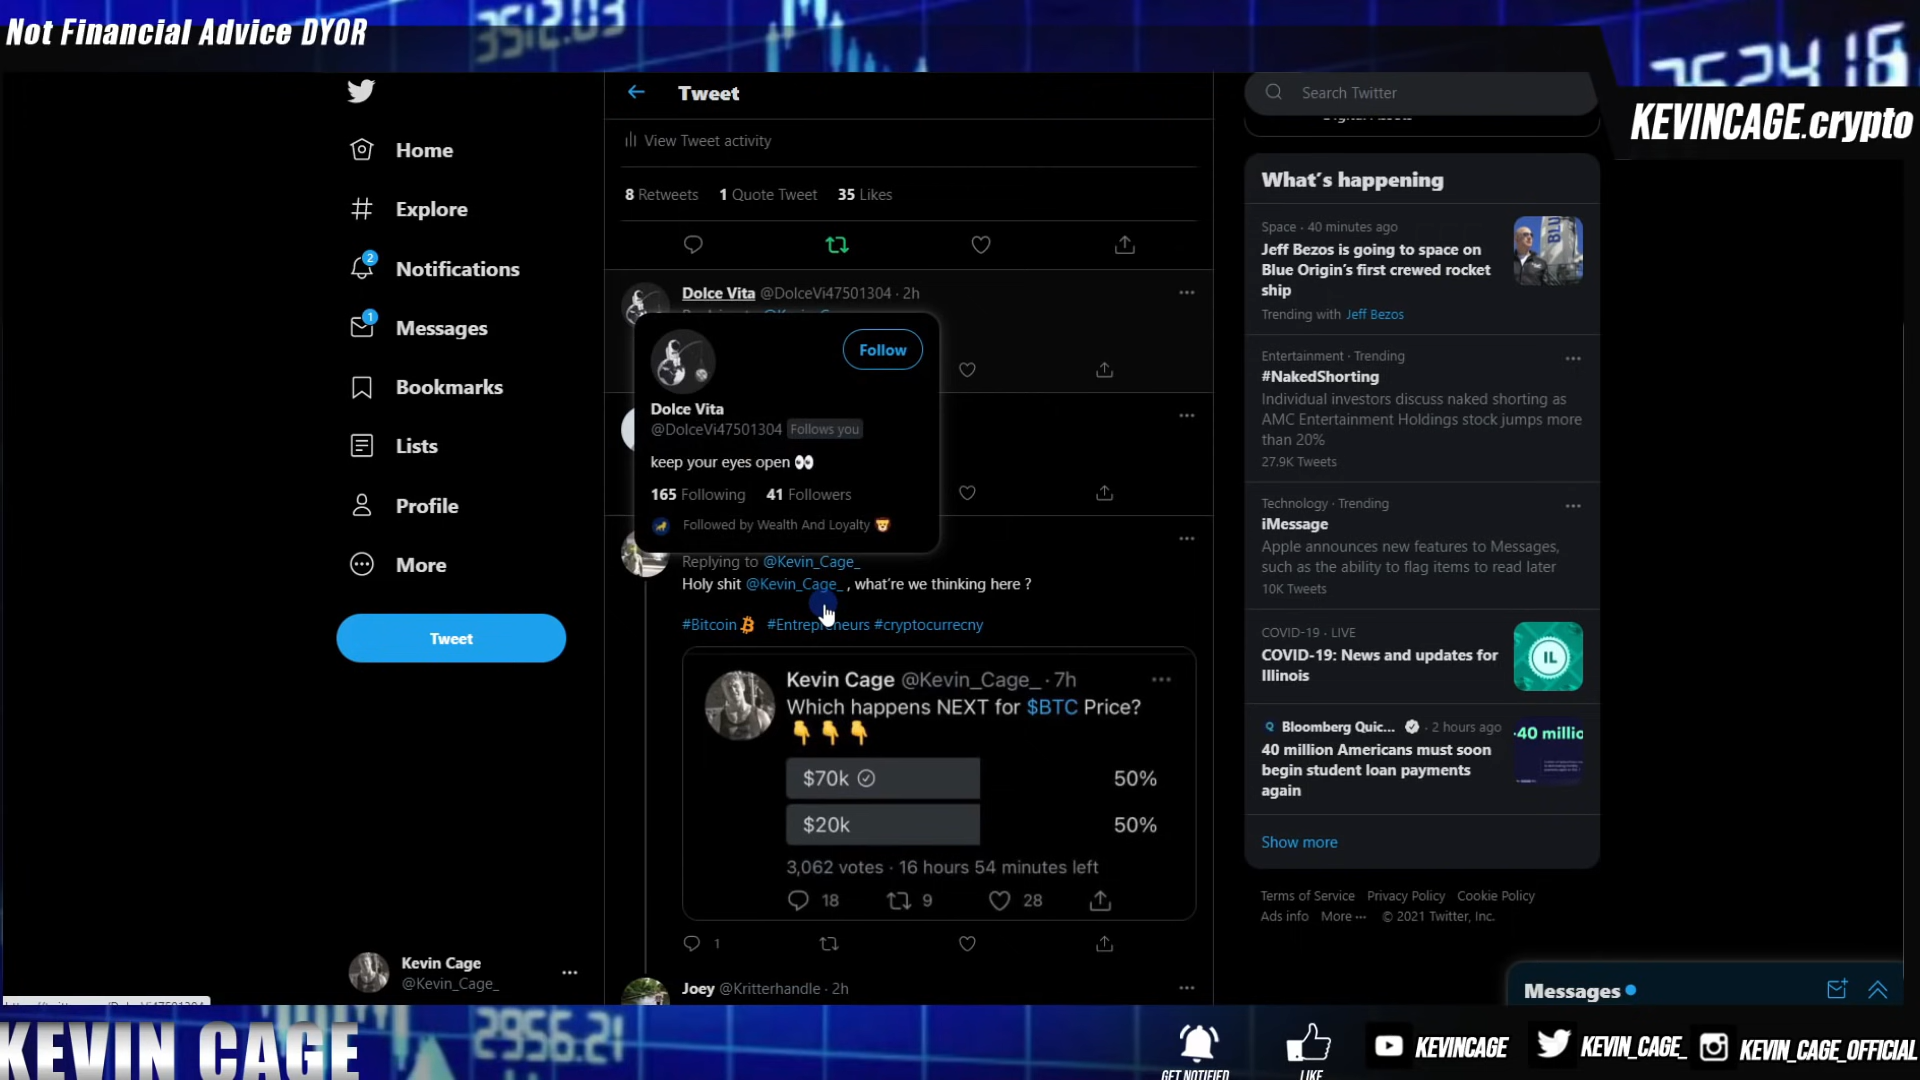 Not Financial Advice DYOR
3512.03
KEVINCAGE.crypto
Home
Explore
2
Notifications
1
Messages
Bookmarks
Lists
Profile
More
Tweet
Kevin Cage
@Kevin_Cage_
Tweet
View Tweet activity
8 Retweets 1 Quote Tweet 35 Likes
Dolce Vita @DolceVi47501304 · 2h
Follow
Dolce Vita
@DolceVi47501304 Follows you
keep your eyes open 👀
165 Following 41 Followers
Followed by Wealth And Loyalty 🦁
Replying to @Kevin_Cage_
Holy shit @Kevin_Cage_ , what're we thinking here ?
#Bitcoin #Entrepreneurs #cryptocurrecny
Kevin Cage @Kevin_Cage_ · 7h
Which happens NEXT for $BTC Price?
👇👇👇
$70k 50%
$20k 50%
3,062 votes · 16 hours 54 minutes left
18 9 28
1
Joey @Kritterhandle · 2h
Search Twitter
What's happening
Space · 40 minutes ago
Jeff Bezos is going to space on
Blue Origin's first crewed rocket
ship
Trending with Jeff Bezos
Entertainment · Trending
#NakedShorting
Individual investors discuss naked shorting as
AMC Entertainment Holdings stock jumps more
than 20%
27.9K Tweets
Technology · Trending
iMessage
Apple announces new features to Messages,
such as the ability to flag items to read later
10K Tweets
COVID-19 · LIVE
COVID-19: News and updates for
Illinois
IL
Bloomberg Quic... · 2 hours ago
40 million Americans must soon
begin student loan payments
again
Show more
Terms of Service Privacy Policy Cookie Policy
Ads info More ··· © 2021 Twitter, Inc.
Messages
KEVIN CAGE
2956.21
GET NOTIFIED
LIKE
KEVINCAGE
KEVIN_CAGE_
KEVIN_CAGE_OFFICIAL